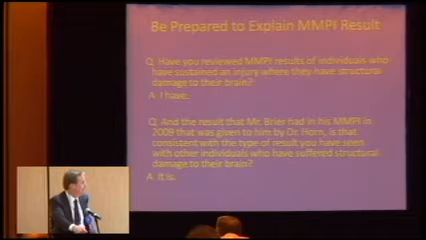 Be Prepared to Explain MMPI Result
Q Have you reviewed MMPI results of individuals who
have sustained an injury where they have structural
damage to their brain?
A I have.
Q And the result that Mr. Brier had in his MMPI in
2009 that was given to him by Dr. Horn, is that
consistent with the type of result you have seen
with other individuals who have suffered structural
damage to their brain?
A It is.